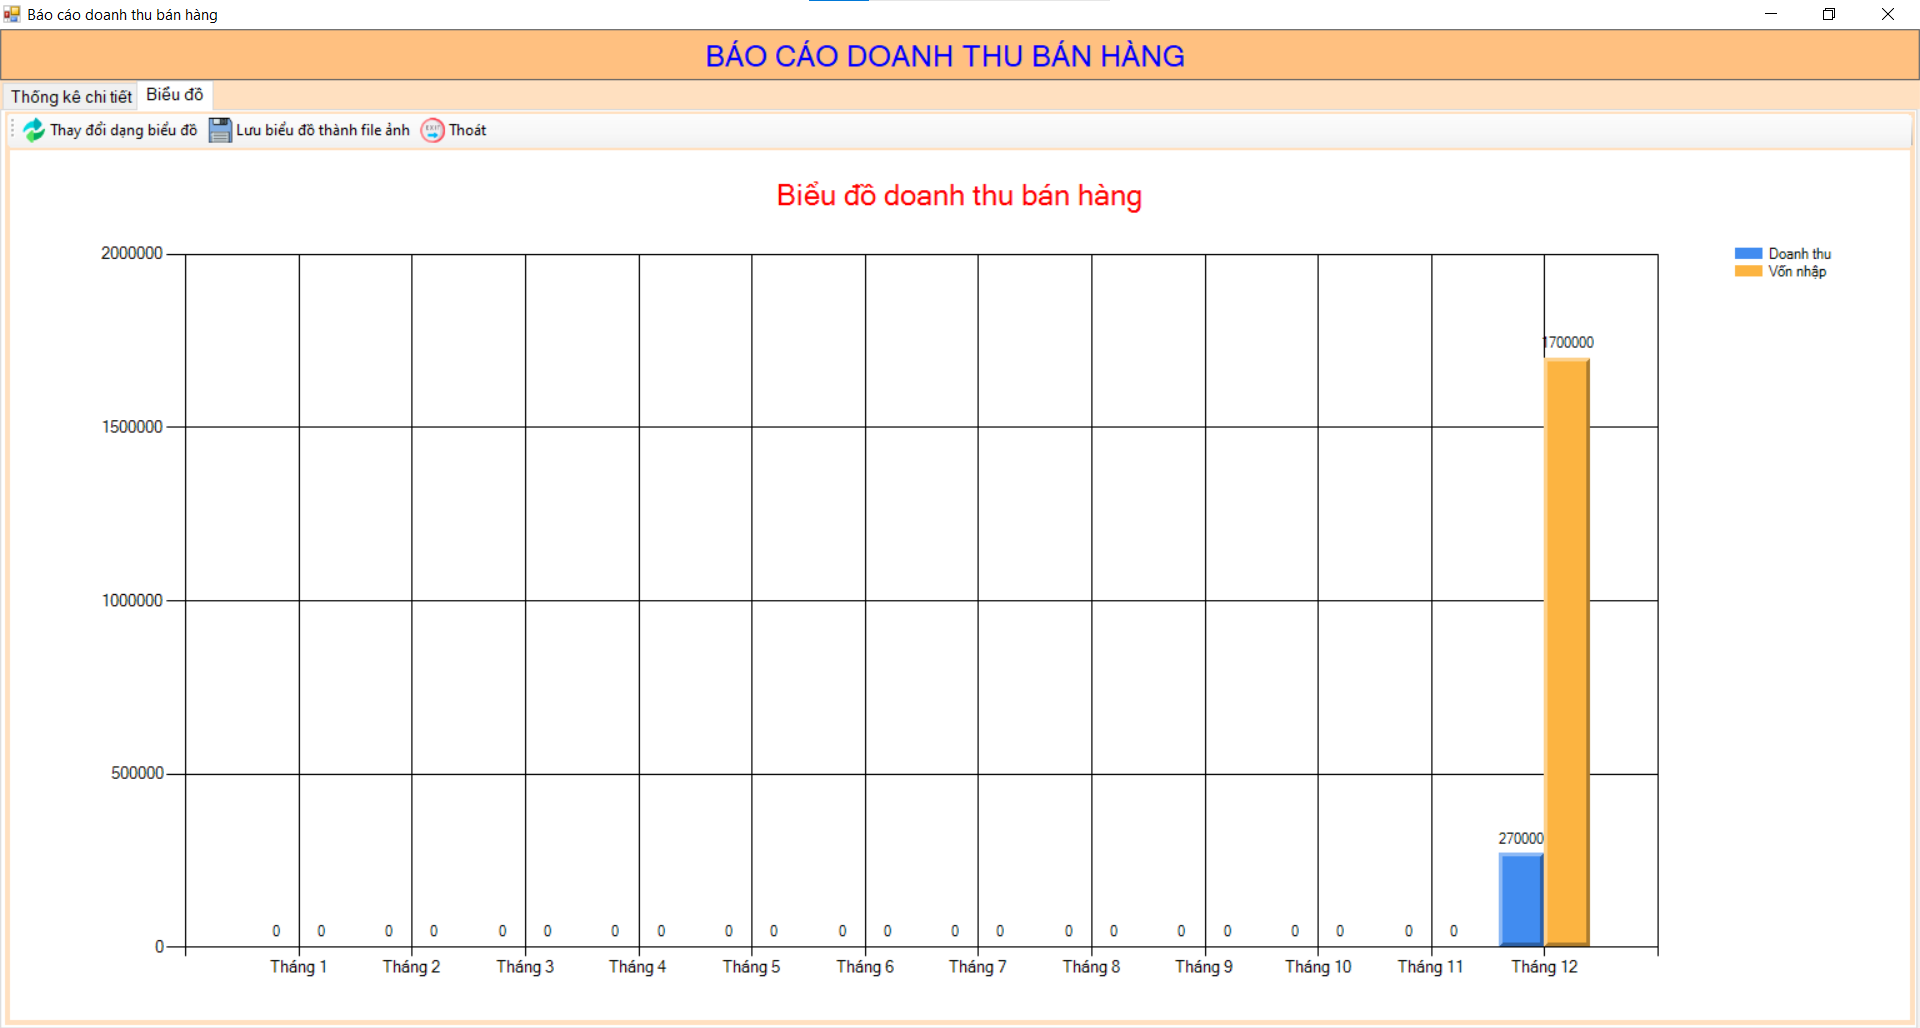 Báo cáo doanh thu bán hàng
BÁO CÁO DOANH THU BÁN HÀNG
Thống kê chi tiết Biểu đồ
Thay đổi dạng biểu đồ Lưu biểu đồ thành file ảnh EXIT Thoát
Biểu đồ doanh thu bán hàng
2000000
Doanh thu
Vốn nhập
1700000
1500000
1000000
500000
270000
0 0 0 0 0 0 0 0 0 0 0 0 0 0 0 0 0 0 0 0 0 0
0
Tháng 1 Tháng 2 Tháng 3 Tháng 4 Tháng 5 Tháng 6 Tháng 7 Tháng 8 Tháng 9 Tháng 10 Tháng 11 Tháng 12